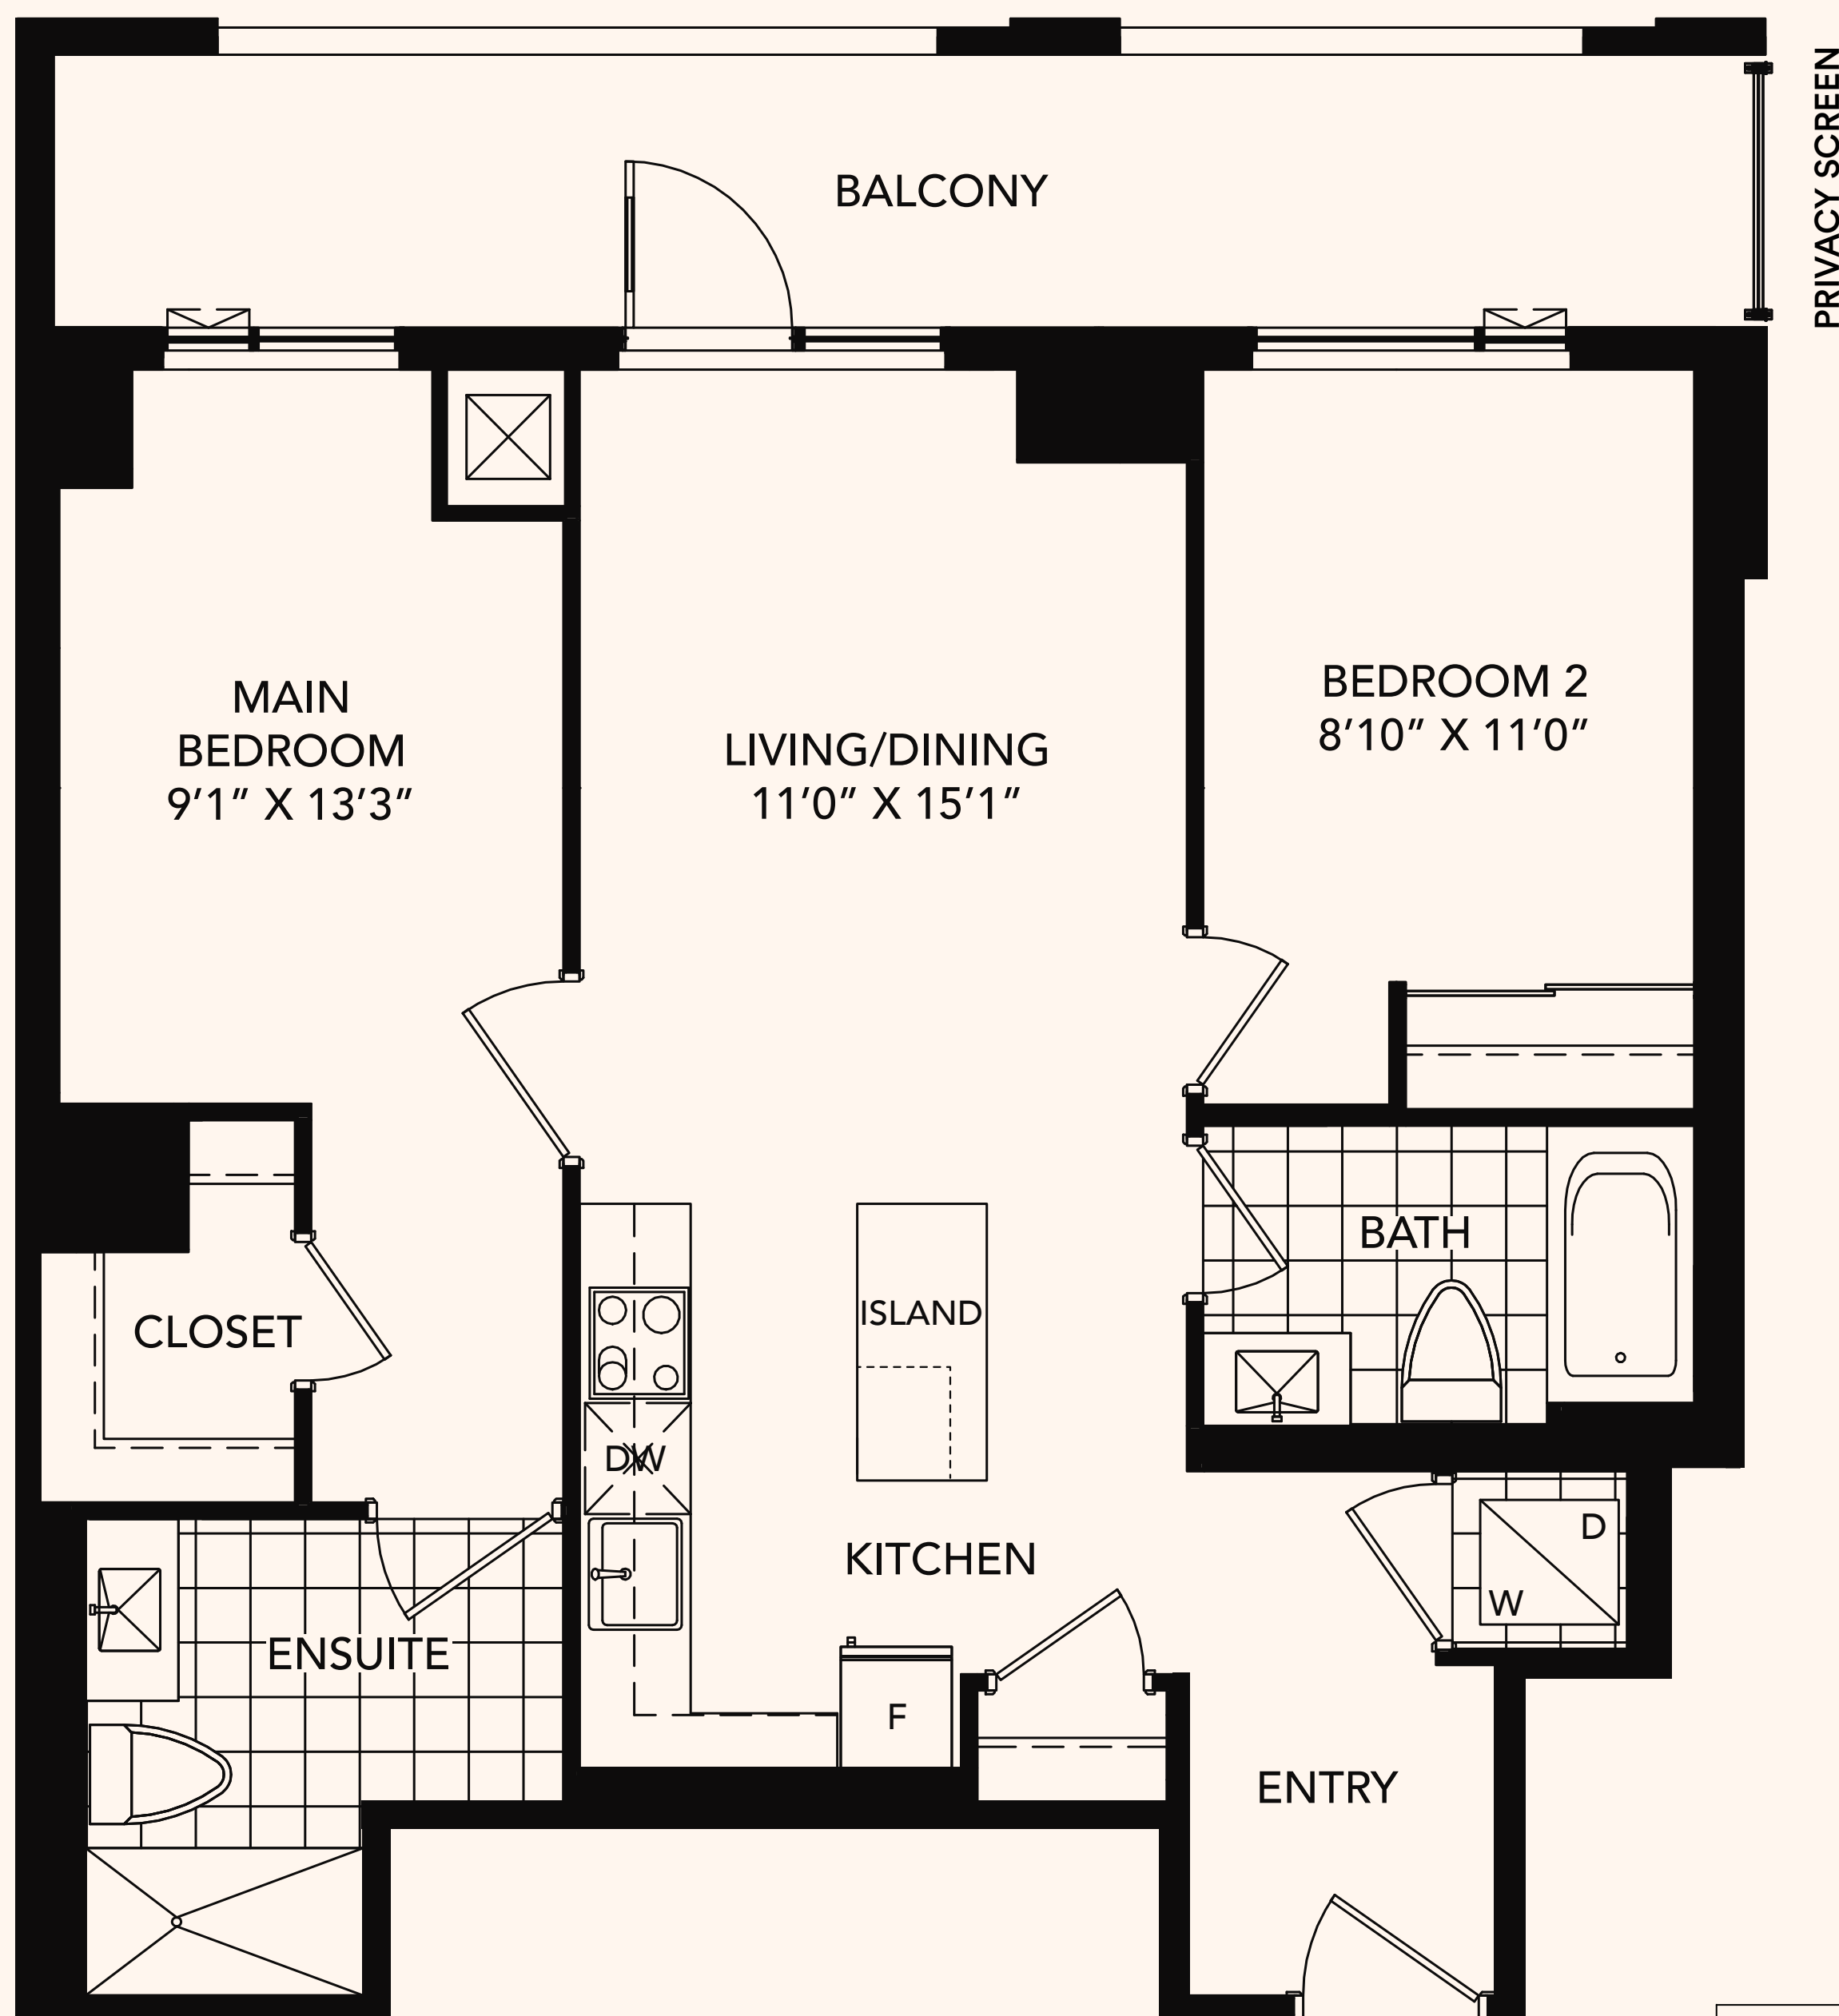 BALCONY
PRIVACY SCREEN
MAIN
BEDROOM
9’1” X 13’3”
LIVING/DINING
11’0” X 15’1”
BEDROOM 2
8’10” X 11’0”
BATH
ISLAND
CLOSET
DW
D
W
KITCHEN
ENSUITE
F
ENTRY